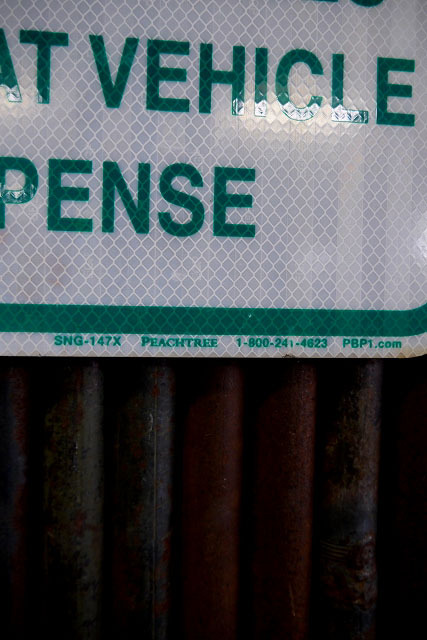 AT VEHICLE
PENSE
SNG-147X PEACHTREE 1-800-241-4623 PBP1.com